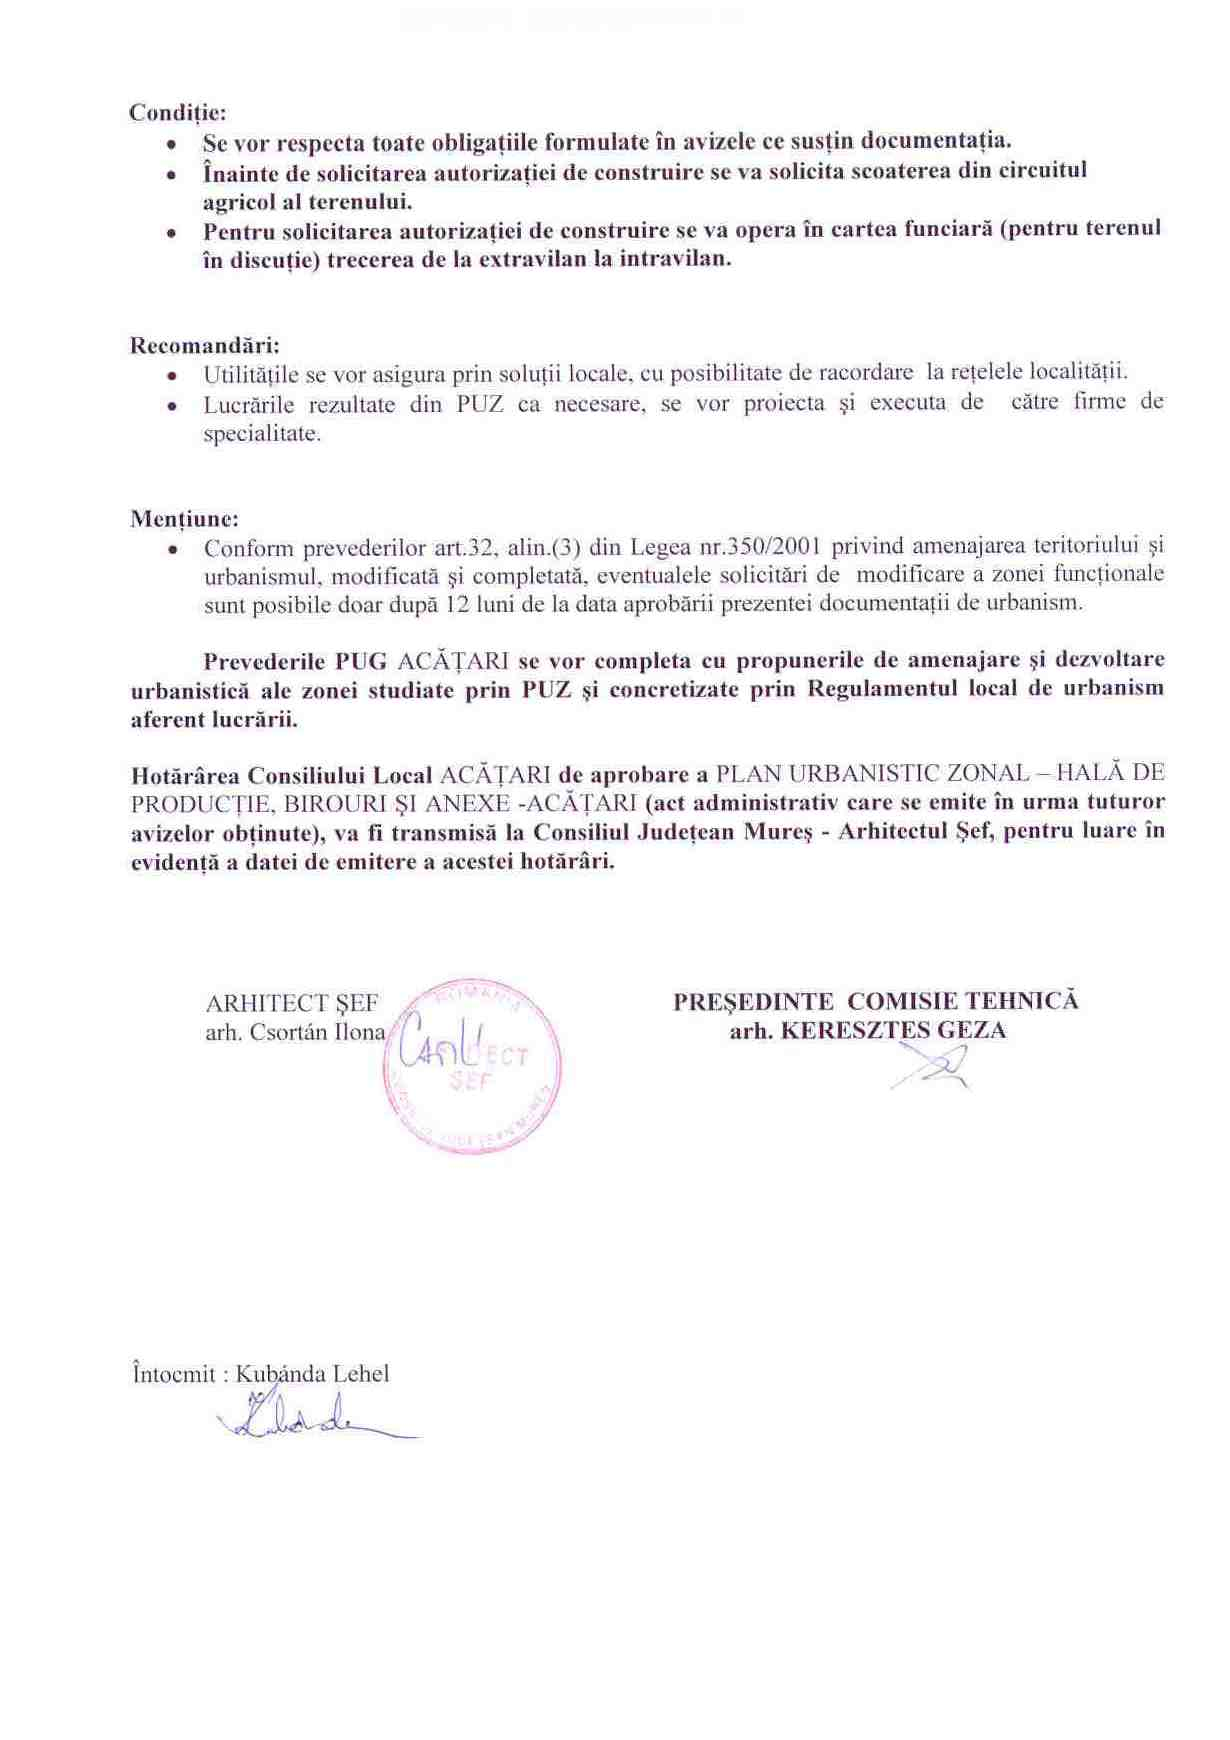 Condiție:
• Se vor respecta toate obligațiile formulate în avizele ce susțin documentația.
• Înainte de solicitarea autorizației de construire se va solicita scoaterea din circuitul
agricol al terenului.
• Pentru solicitarea autorizației de construire se va opera în cartea funciară (pentru terenul
în discuție) trecerea de la extravilan la intravilan.
Recomandări:
• Utilitățile se vor asigura prin soluții locale, cu posibilitate de racordare la rețelele localității.
• Lucrările rezultate din PUZ ca necesare, se vor proiecta și executa de către firme de
specialitate.
Mențiune:
• Conform prevederilor art.32, alin.(3) din Legea nr.350/2001 privind amenajarea teritoriului și
urbanismul, modificată și completată, eventualele solicitări de modificare a zonei funcționale
sunt posibile doar după 12 luni de la data aprobării prezentei documentații de urbanism.
Prevederile PUG ACĂȚARI se vor completa cu propunerile de amenajare și dezvoltare
urbanistică ale zonei studiate prin PUZ și concretizate prin Regulamentul local de urbanism
aferent lucrării.
Hotărârea Consiliului Local ACĂȚARI de aprobare a PLAN URBANISTIC ZONAL – HALĂ DE
PRODUCȚIE, BIROURI ȘI ANEXE -ACĂȚARI (act administrativ care se emite în urma tuturor
avizelor obținute), va fi transmisă la Consiliul Județean Mureș - Arhitectul Șef, pentru luare în
evidență a datei de emitere a acestei hotărâri.
ARHITECT ȘEF
arh. Csortán Ilona
ROMANIA
ȘEF
PREȘEDINTE COMISIE TEHNICĂ
arh. KERESZTES GEZA
Întocmit : Kubánda Lehel